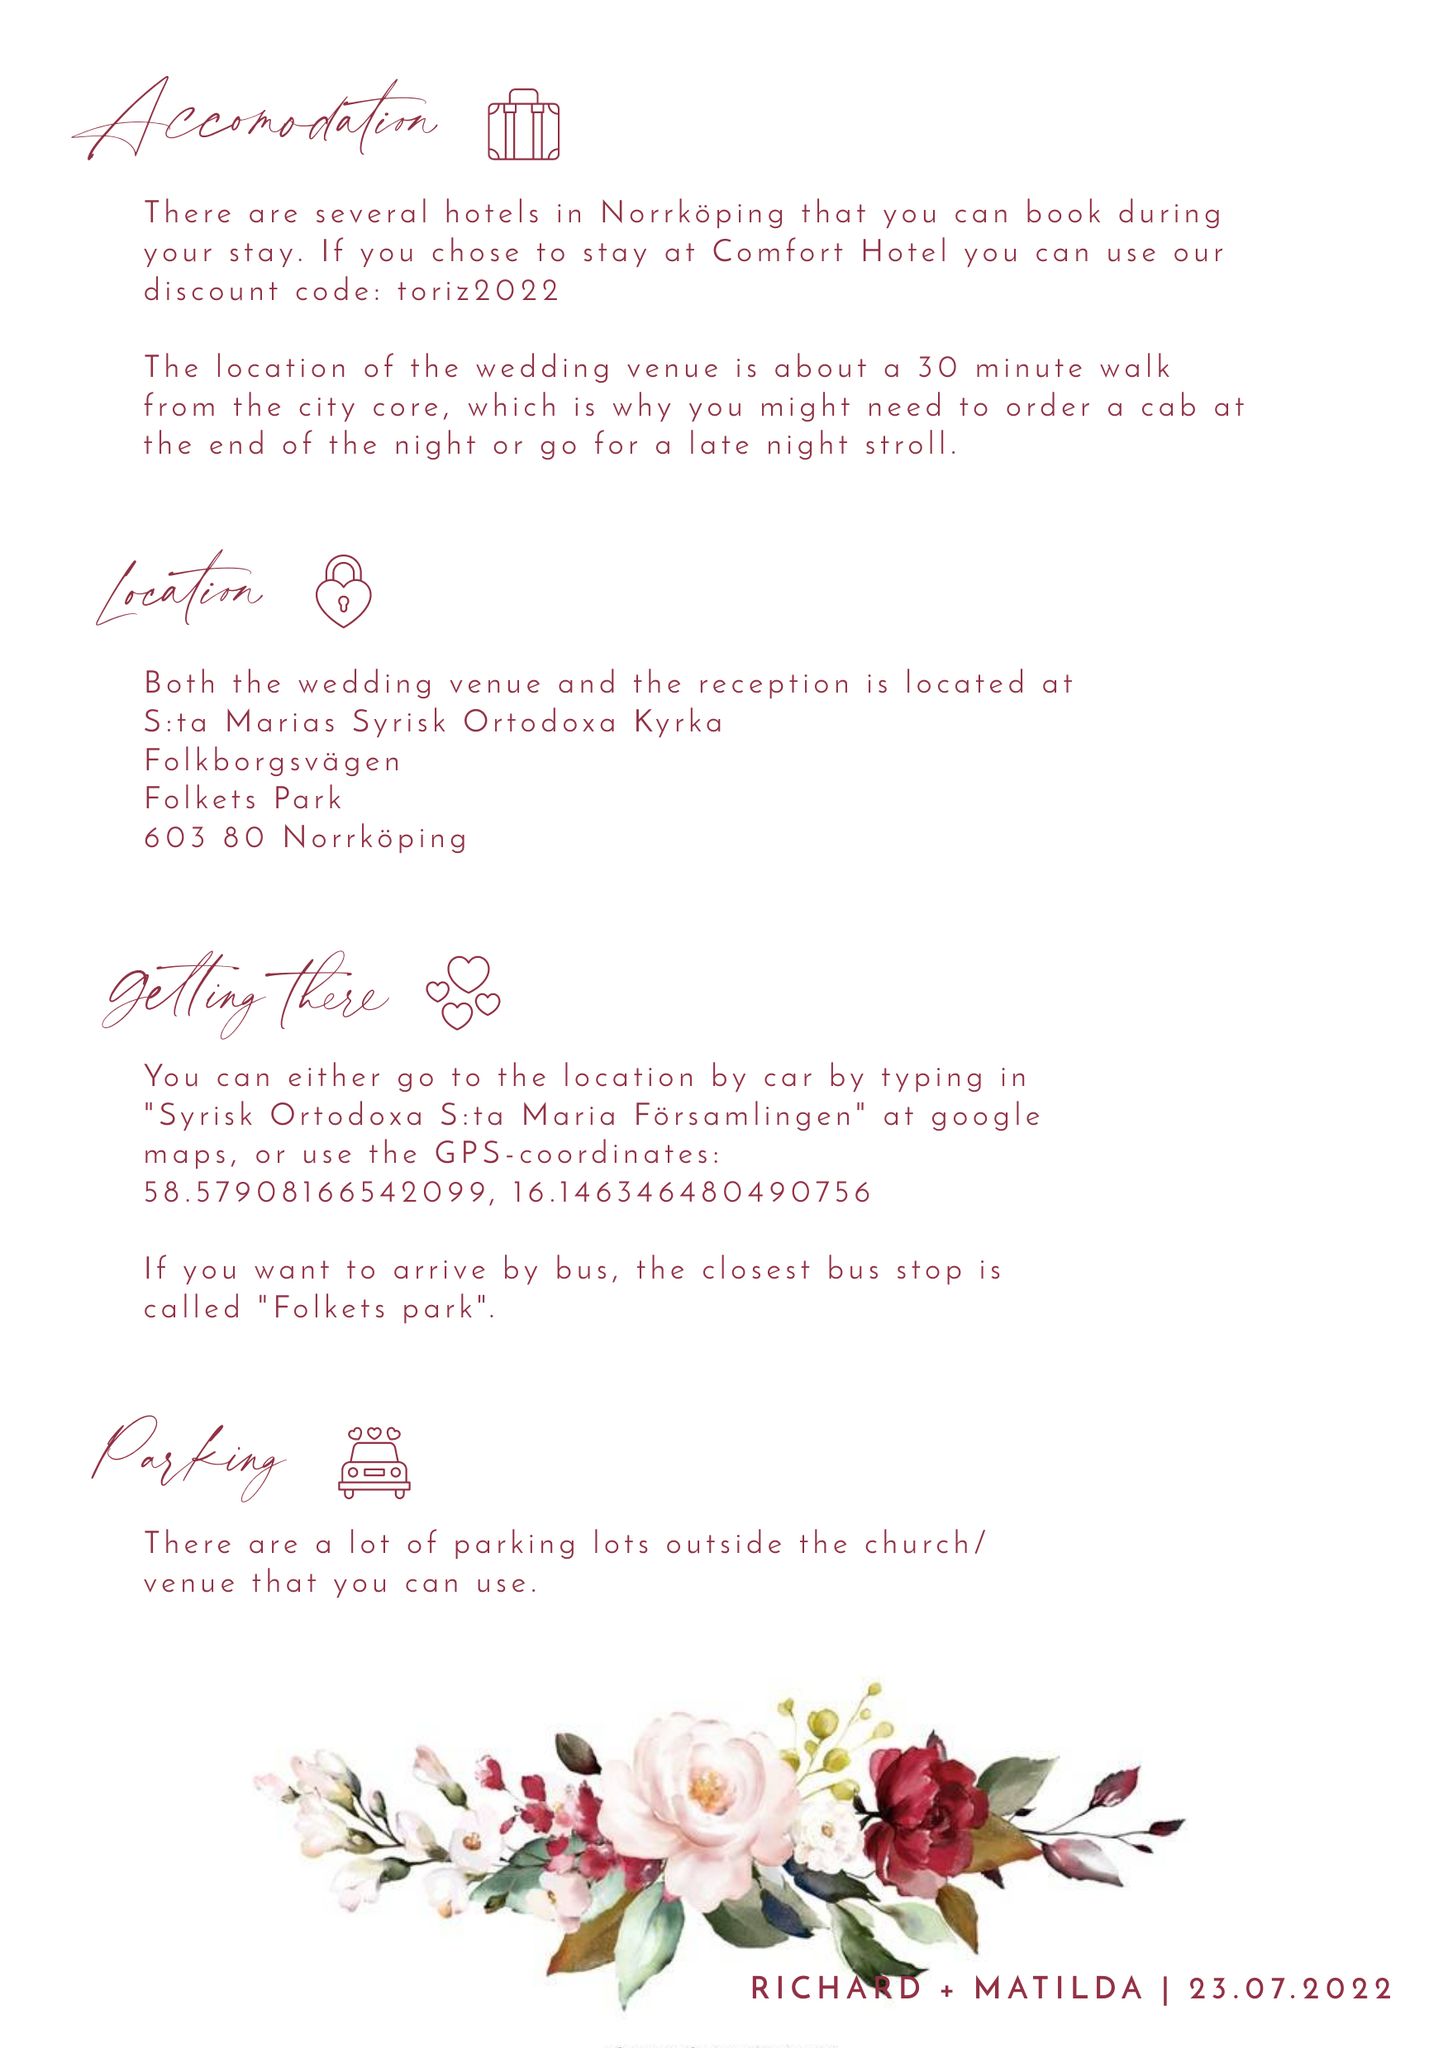 Accomodation
There are several hotels in Norrköping that you can book during
your stay. If you chose to stay at Comfort Hotel you can use our
discount code: toriz2022
The location of the wedding venue is about a 30 minute walk
from the city core, which is why you might need to order a cab at
the end of the night or go for a late night stroll.
Location
Both the wedding venue and the reception is located at
S:ta Marias Syrisk Ortodoxa Kyrka
Folkborgsvägen
Folkets Park
603 80 Norrköping
Getting there
You can either go to the location by car by typing in
"Syrisk Ortodoxa S:ta Maria Församlingen" at google
maps, or use the GPS-coordinates:
58.57908166542099, 16.146346480490756
If you want to arrive by bus, the closest bus stop is
called "Folkets park".
Parking
There are a lot of parking lots outside the church/
venue that you can use.
RICHARD + MATILDA | 23.07.2022